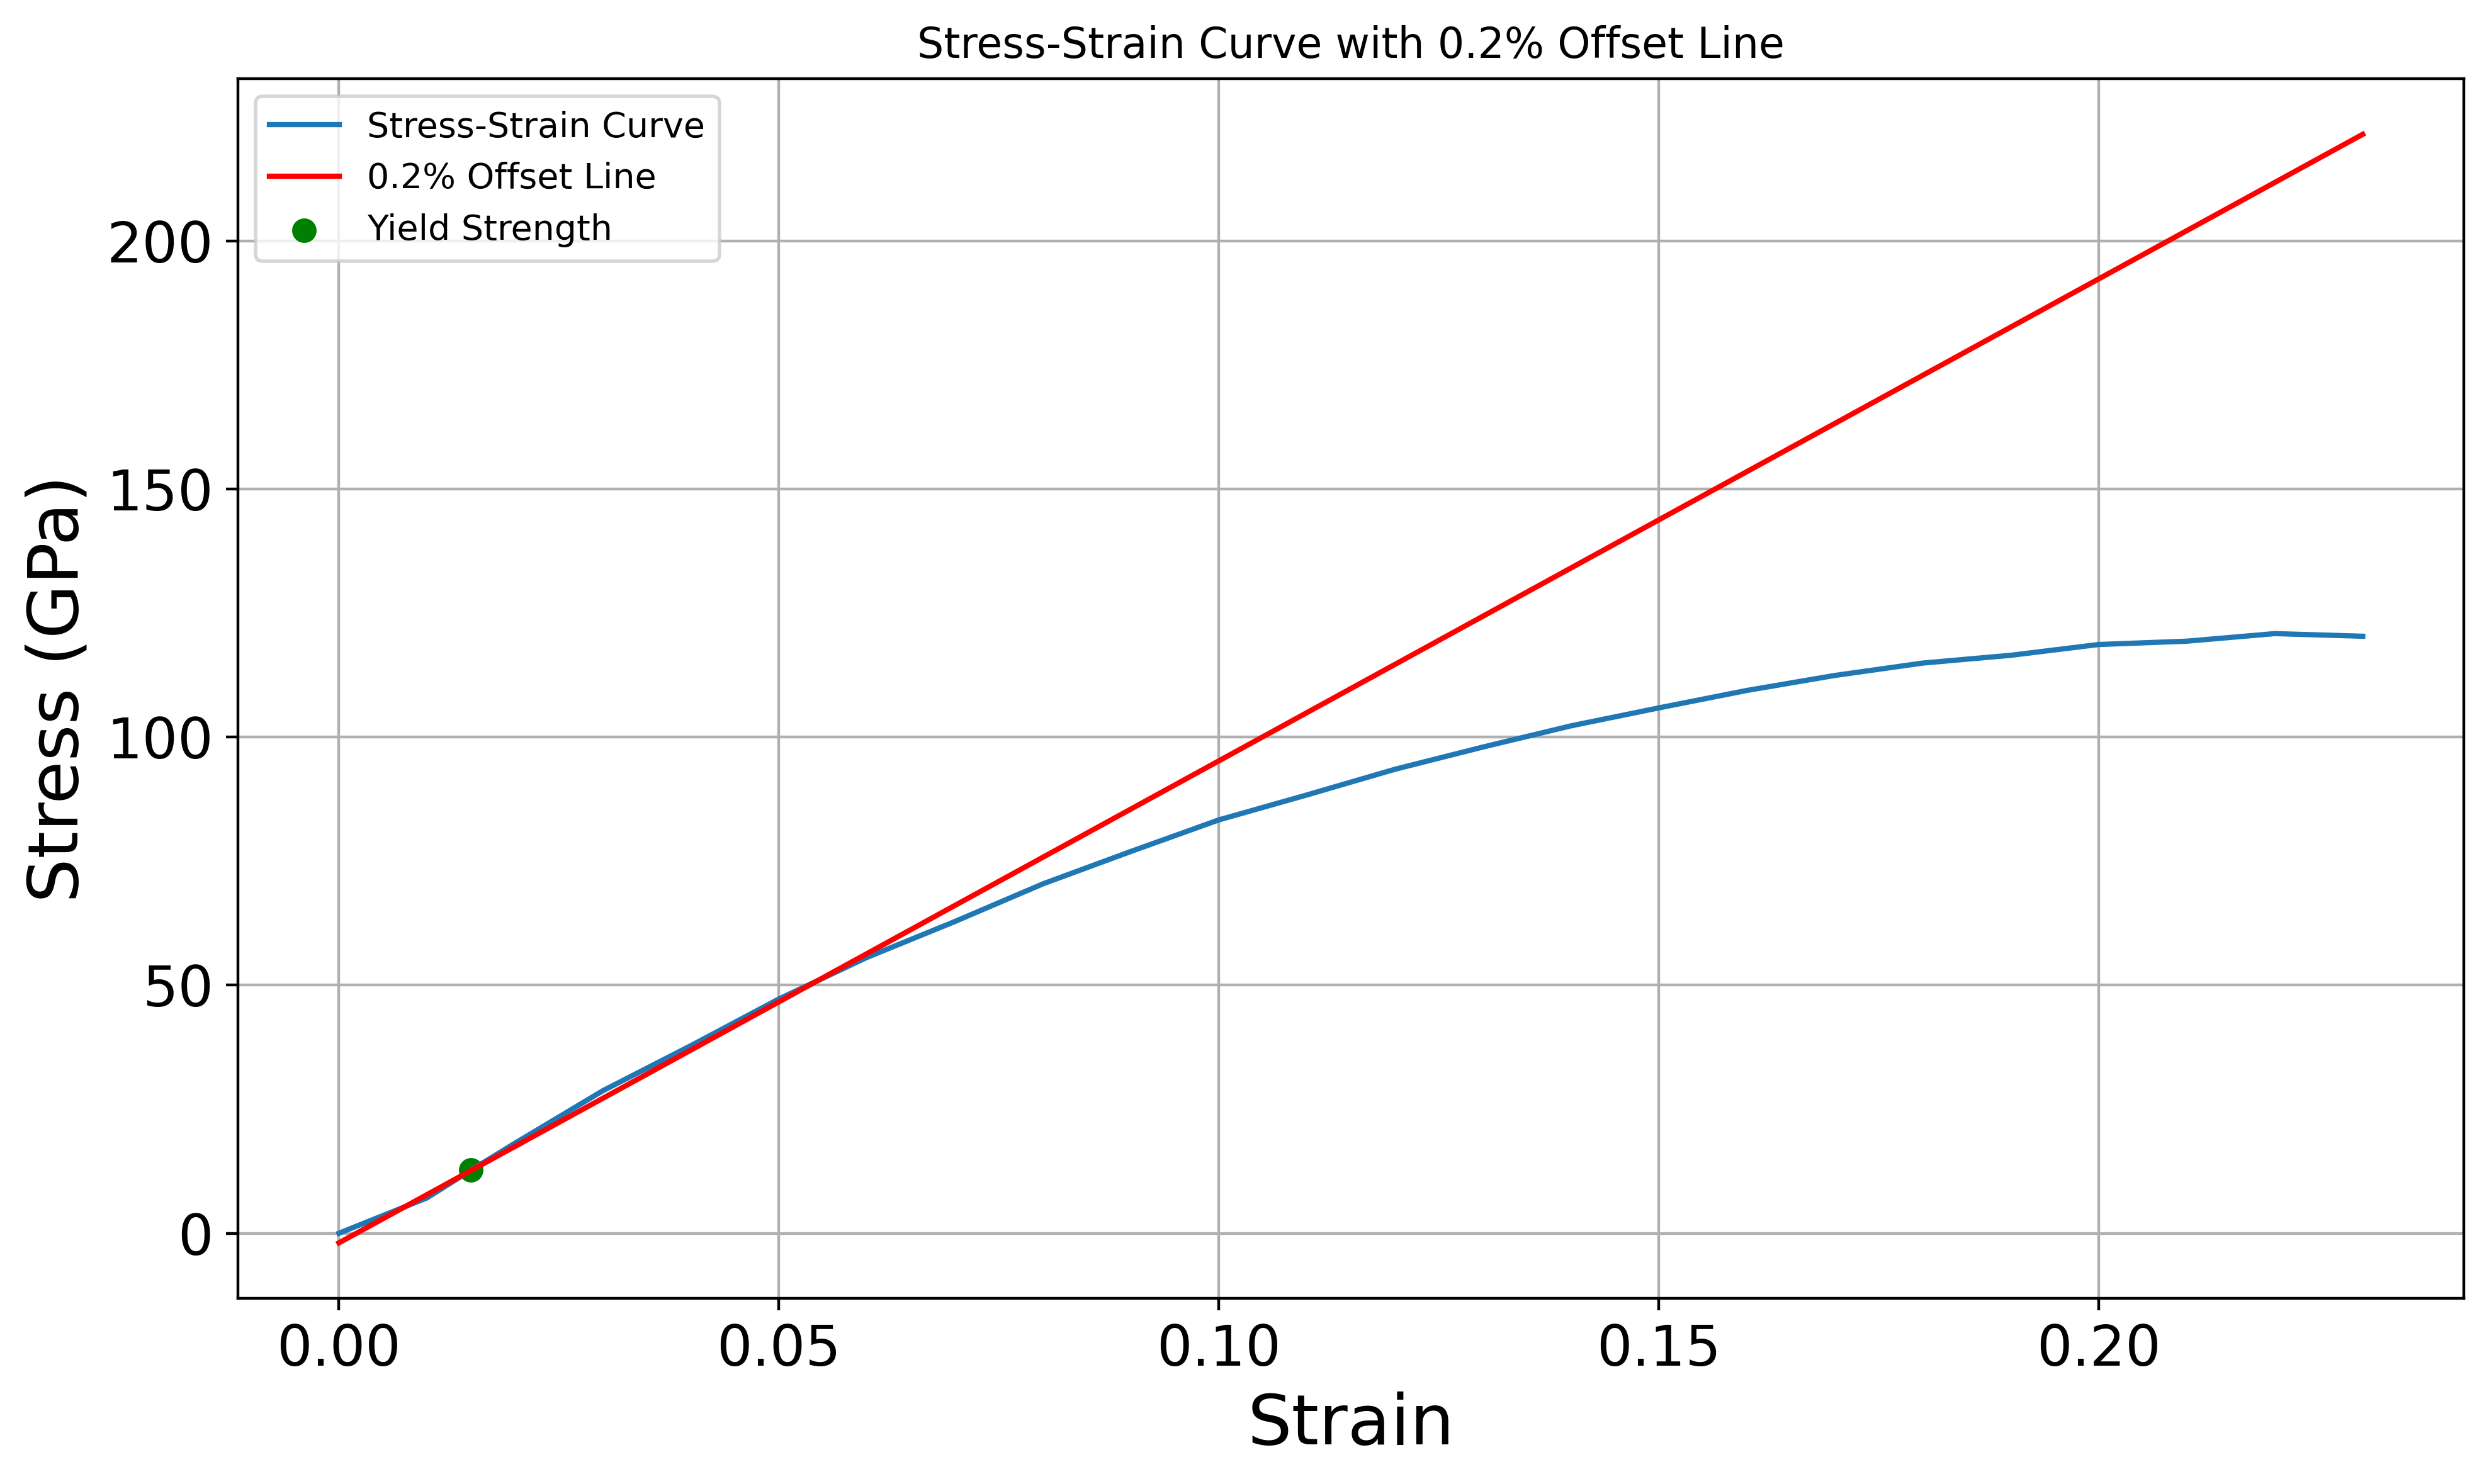 Stress-Strain Curve with 0.2% Offset Line
Stress-Strain Curve
0.2% Offset Line
Yield Strength
Stress (GPa)
200
150
100
50
0
0.00 0.05 0.10 0.15 0.20
Strain